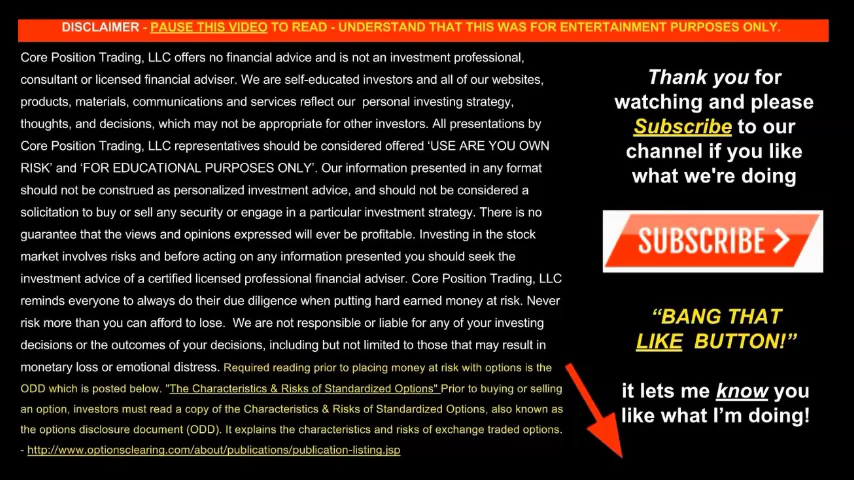 DISCLAIMER - PAUSE THIS VIDEO TO READ - UNDERSTAND THAT THIS WAS FOR ENTERTAINMENT PURPOSES ONLY.
Core Position Trading, LLC offers no financial advice and is not an investment professional,
consultant or licensed financial adviser. We are self-educated investors and all of our websites,
products, materials, communications and services reflect our personal investing strategy,
thoughts, and decisions, which may not be appropriate for other investors. All presentations by
Core Position Trading, LLC representatives should be considered offered ‘USE ARE YOU OWN
RISK’ and ‘FOR EDUCATIONAL PURPOSES ONLY’. Our information presented in any format
should not be construed as personalized investment advice, and should not be considered a
solicitation to buy or sell any security or engage in a particular investment strategy. There is no
guarantee that the views and opinions expressed will ever be profitable. Investing in the stock
market involves risks and before acting on any information presented you should seek the
investment advice of a certified licensed professional financial adviser. Core Position Trading, LLC
reminds everyone to always do their due diligence when putting hard earned money at risk. Never
risk more than you can afford to lose. We are not responsible or liable for any of your investing
decisions or the outcomes of your decisions, including but not limited to those that may result in
monetary loss or emotional distress. Required reading prior to placing money at risk with options is the
ODD which is posted below. "The Characteristics & Risks of Standardized Options" Prior to buying or selling
an option, investors must read a copy of the Characteristics & Risks of Standardized Options, also known as
the options disclosure document (ODD). It explains the characteristics and risks of exchange traded options.
- http://www.optionsclearing.com/about/publications/publication-listing.jsp
Thank you for
watching and please
Subscribe to our
channel if you like
what we're doing
SUBSCRIBE
“BANG THAT
LIKE BUTTON!”
it lets me know you
like what I’m doing!